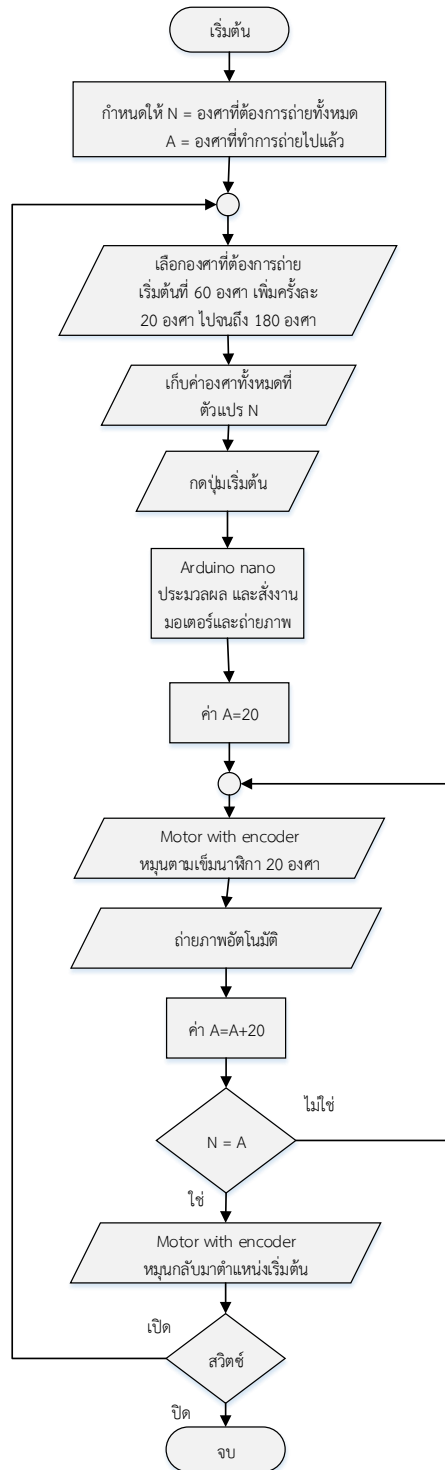 เริ่มต้น
กำหนดให้ N = องศาที่ต้องการถ่ายทั้งหมด
A = องศาที่ทำการถ่ายไปแล้ว
เลือกองศาที่ต้องการถ่าย
เริ่มต้นที่ 60 องศา เพิ่มครั้งละ
20 องศา ไปจนถึง 180 องศา
เก็บค่าองศาทั้งหมดที่
ตัวแปร N
กดปุ่มเริ่มต้น
Arduino nano
ประมวลผล และสั่งงาน
มอเตอร์และถ่ายภาพ
ค่า A=20
Motor with encoder
หมุนตามเข็มนาฬิกา 20 องศา
ถ่ายภาพอัตโนมัติ
ค่า A=A+20
ไม่ใช่
N = A
ใช่
Motor with encoder
หมุนกลับมาตำแหน่งเริ่มต้น
เปิด
สวิตช์
ปิด
จบ